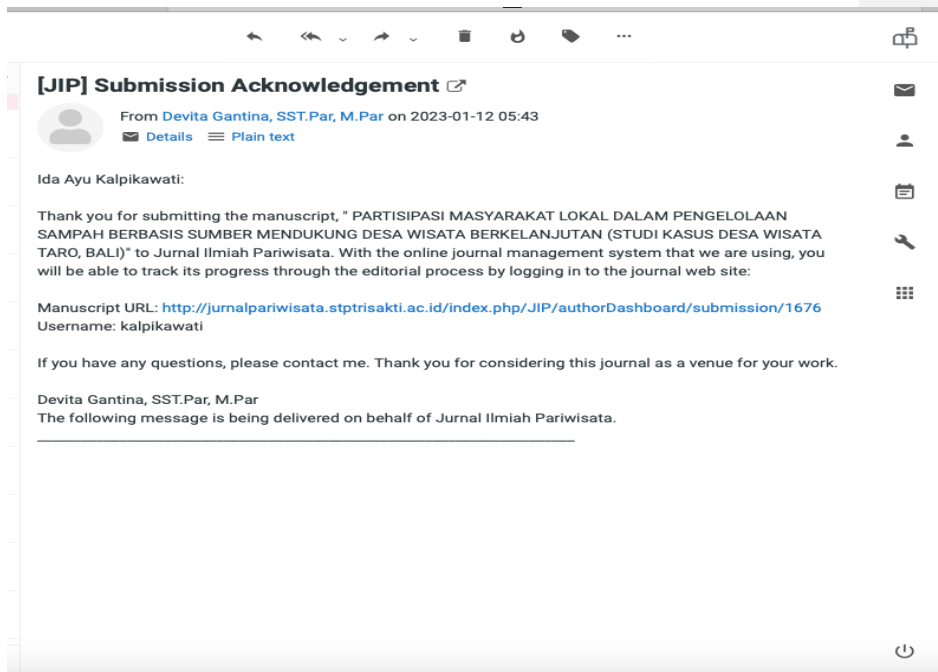 [JIP] Submission Acknowledgement
From Devita Gantina, SST.Par, M.Par on 2023-01-12 05:43
Details Plain text
Ida Ayu Kalpikawati:
Thank you for submitting the manuscript, " PARTISIPASI MASYARAKAT LOKAL DALAM PENGELOLAAN
SAMPAH BERBASIS SUMBER MENDUKUNG DESA WISATA BERKELANJUTAN (STUDI KASUS DESA WISATA
TARO, BALI)" to Jurnal Ilmiah Pariwisata. With the online journal management system that we are using, you
will be able to track its progress through the editorial process by logging in to the journal web site:
Manuscript URL: http://jurnalpariwisata.stptrisakti.ac.id/index.php/JIP/authorDashboard/submission/1676
Username: kalpikawati
If you have any questions, please contact me. Thank you for considering this journal as a venue for your work.
Devita Gantina, SST.Par, M.Par
The following message is being delivered on behalf of Jurnal Ilmiah Pariwisata.